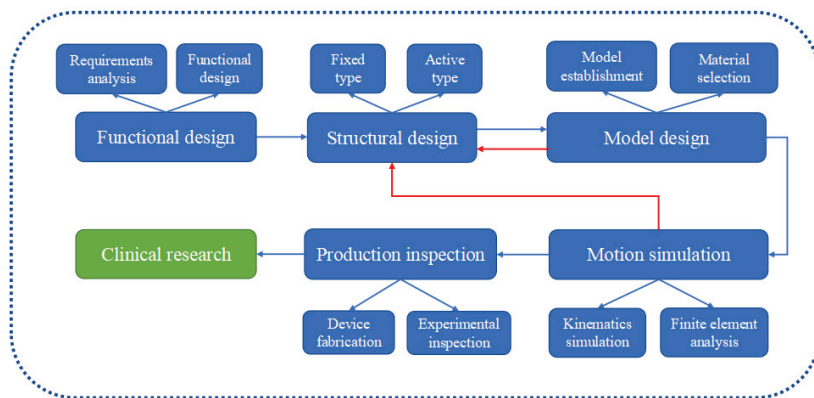 Requirements
analysis
Functional
design
Fixed
type
Active
type
Model
establishment
Material
selection
Functional design
Structural design
Model design
Clinical research
Production inspection
Motion simulation
Device
fabrication
Experimental
inspection
Kinematics
simulation
Finite element
analysis